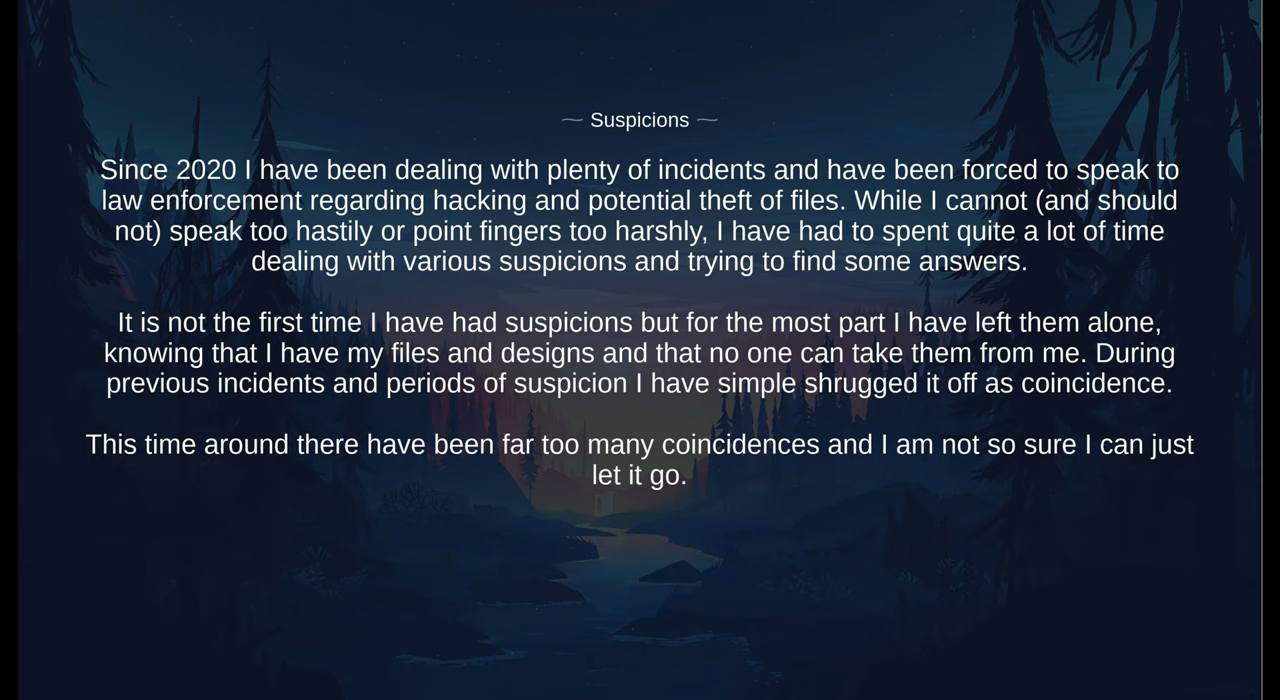 ~ Suspicions ~
Since 2020 I have been dealing with plenty of incidents and have been forced to speak to
law enforcement regarding hacking and potential theft of files. While I cannot (and should
not) speak too hastily or point fingers too harshly, I have had to spent quite a lot of time
dealing with various suspicions and trying to find some answers.
It is not the first time I have had suspicions but for the most part I have left them alone,
knowing that I have my files and designs and that no one can take them from me. During
previous incidents and periods of suspicion I have simple shrugged it off as coincidence.
This time around there have been far too many coincidences and I am not so sure I can just
let it go.